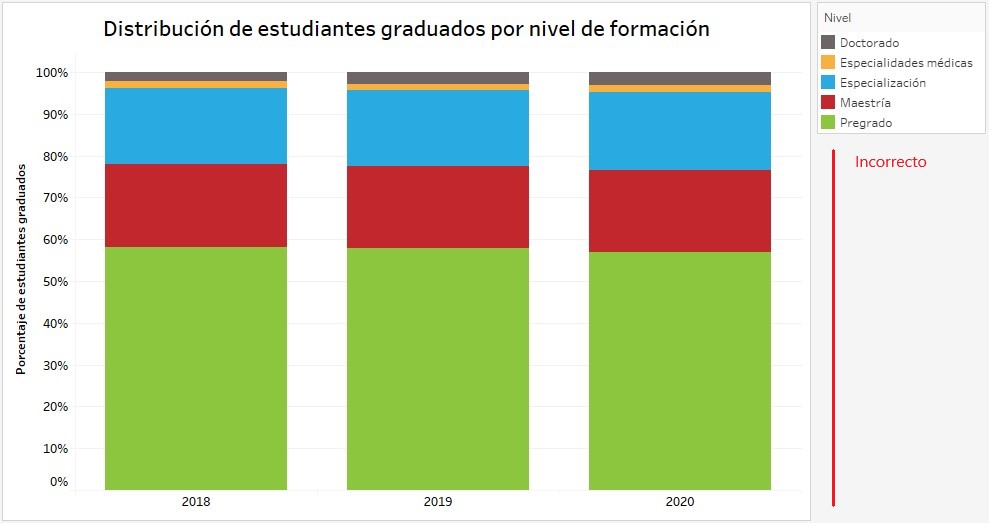 Distribución de estudiantes graduados por nivel de formación
Porcentaje de estudiantes graduados
100%
90%
80%
70%
60%
50%
40%
30%
20%
10%
0%
2018
2019
2020
Nivel
Doctorado
Especialidades médicas
Especialización
Maestría
Pregrado
Incorrecto